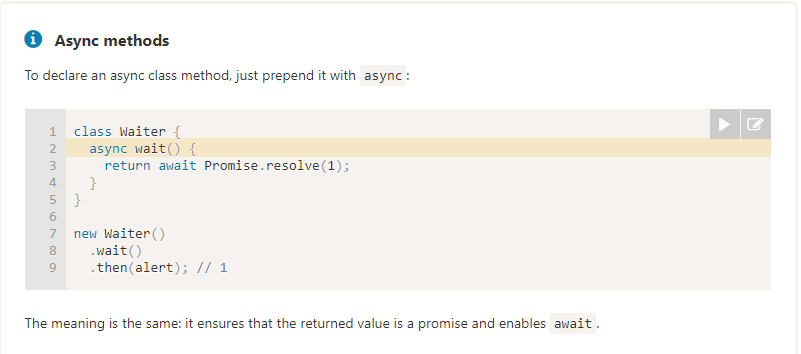 Async methods
To declare an async class method, just prepend it with async :
1 class Waiter {
2   async wait() {
3     return await Promise.resolve(1);
4   }
5 }
6
7 new Waiter()
8   .wait()
9   .then(alert); // 1
The meaning is the same: it ensures that the returned value is a promise and enables await .